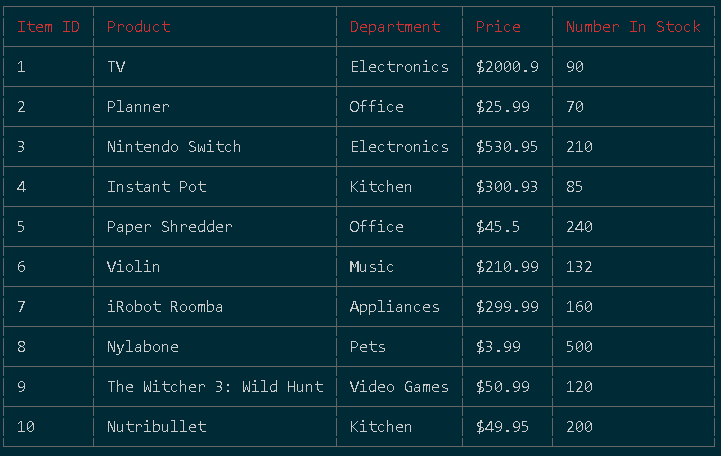 Item ID Product Department Price Number In Stock
1 TV Electronics $2000.9 90
2 Planner Office $25.99 70
3 Nintendo Switch Electronics $530.95 210
4 Instant Pot Kitchen $300.93 85
5 Paper Shredder Office $45.5 240
6 Violin Music $210.99 132
7 iRobot Roomba Appliances $299.99 160
8 Nylabone Pets $3.99 500
9 The Witcher 3: Wild Hunt Video Games $50.99 120
10 Nutribullet Kitchen $49.95 200